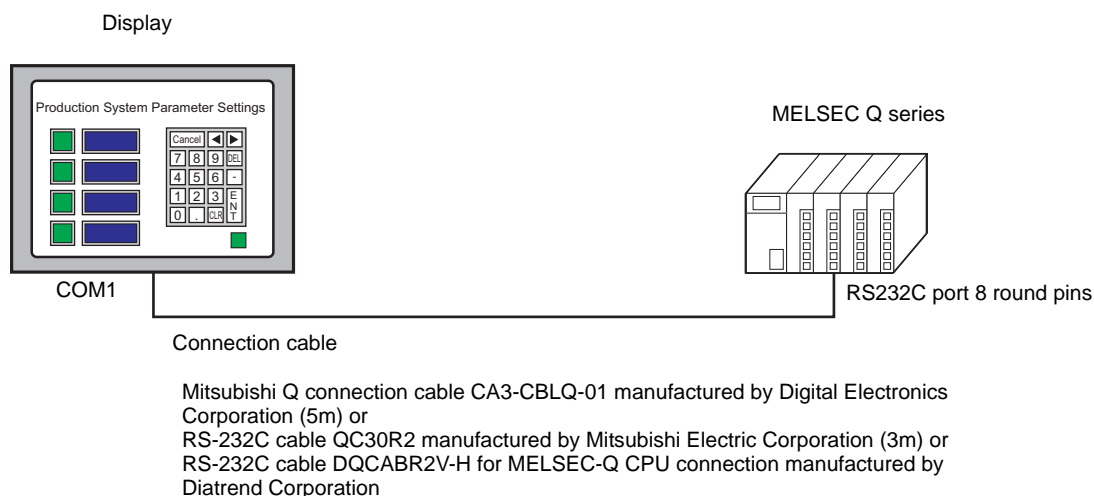 Display
Production System Parameter Settings
Cancel ◀ ▶
7 8 9 DEL
4 5 6 -
1 2 3 ENT
0 . CLR
MELSEC Q series
COM1
RS232C port 8 round pins
Connection cable
Mitsubishi Q connection cable CA3-CBLQ-01 manufactured by Digital Electronics
Corporation (5m) or
RS-232C cable QC30R2 manufactured by Mitsubishi Electric Corporation (3m) or
RS-232C cable DQCABR2V-H for MELSEC-Q CPU connection manufactured by
Diatrend Corporation